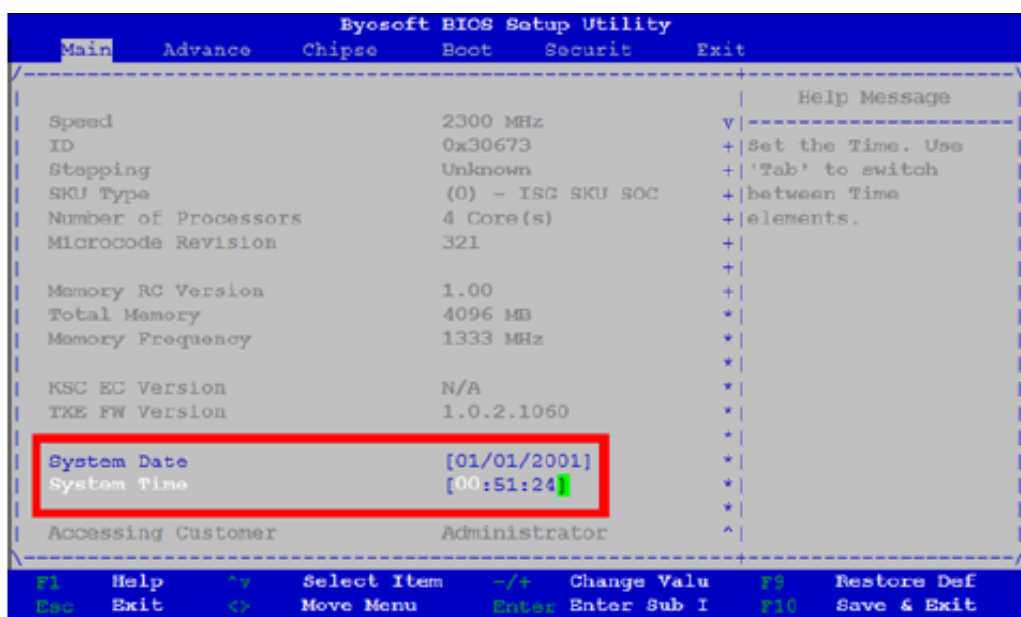 Byosoft BIOS Setup Utility
Main Advance Chipse Boot Securit Exit
Help Message
Speed 2300 MHz
ID 0x30673 Set the Time. Use
Stepping Unknown 'Tab' to switch
SKU Type (0) - ISG SKU SOC between Time
Number of Processors 4 Core(s) elements.
Microcode Revision 321
Memory RC Version 1.00
Total Memory 4096 MB
Memory Frequency 1333 MHz
KSC EC Version N/A
TXE FW Version 1.0.2.1060
System Date [01/01/2001]
System Time [00:51:24]
Accessing Customer Administrator
F1 Help ^v Select Item -/+ Change Valu F9 Restore Def
Esc Exit <> Move Menu Enter Enter Sub I F10 Save & Exit